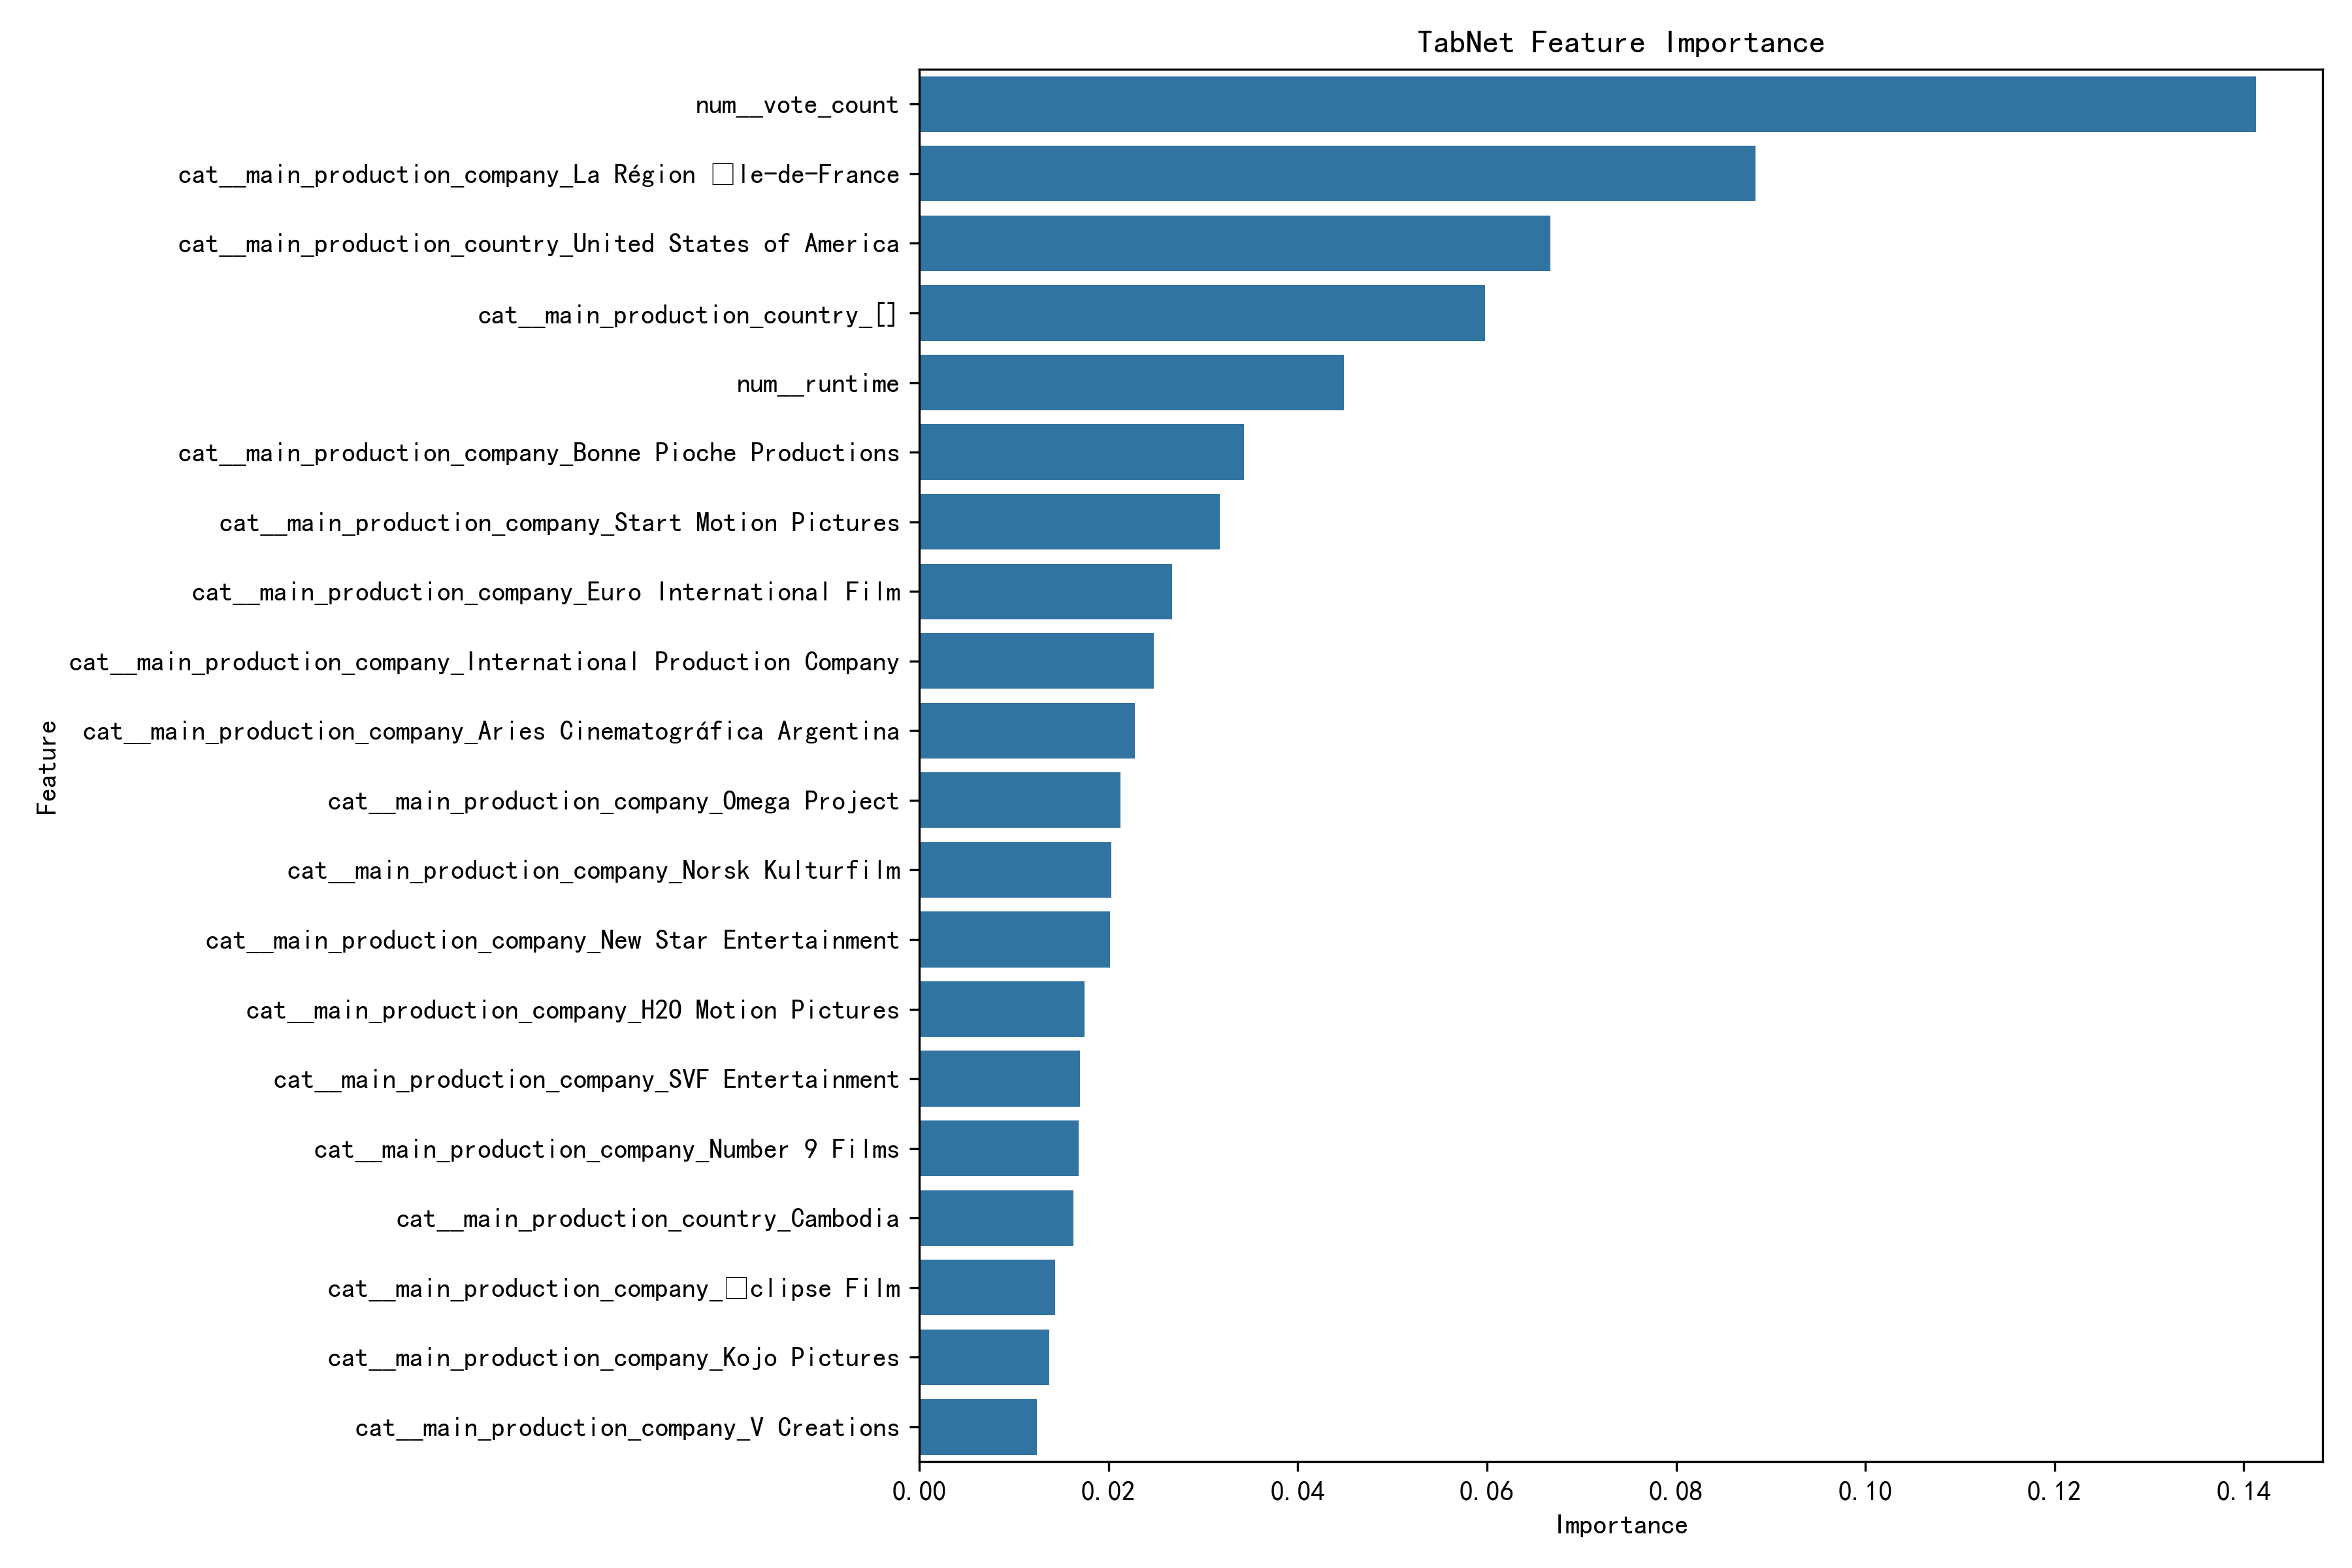 TabNet Feature Importance
num__vote_count
cat__main_production_company_La Région □le-de-France
cat__main_production_country_United States of America
cat__main_production_country_[]
num__runtime
cat__main_production_company_Bonne Pioche Productions
cat__main_production_company_Start Motion Pictures
cat__main_production_company_Euro International Film
cat__main_production_company_International Production Company
cat__main_production_company_Aries Cinematográfica Argentina
cat__main_production_company_Omega Project
cat__main_production_company_Norsk Kulturfilm
cat__main_production_company_New Star Entertainment
cat__main_production_company_H2O Motion Pictures
cat__main_production_company_SVF Entertainment
cat__main_production_company_Number 9 Films
cat__main_production_country_Cambodia
cat__main_production_company_□clipse Film
cat__main_production_company_Kojo Pictures
cat__main_production_company_V Creations
Feature
0.00 0.02 0.04 0.06 0.08 0.10 0.12 0.14
Importance